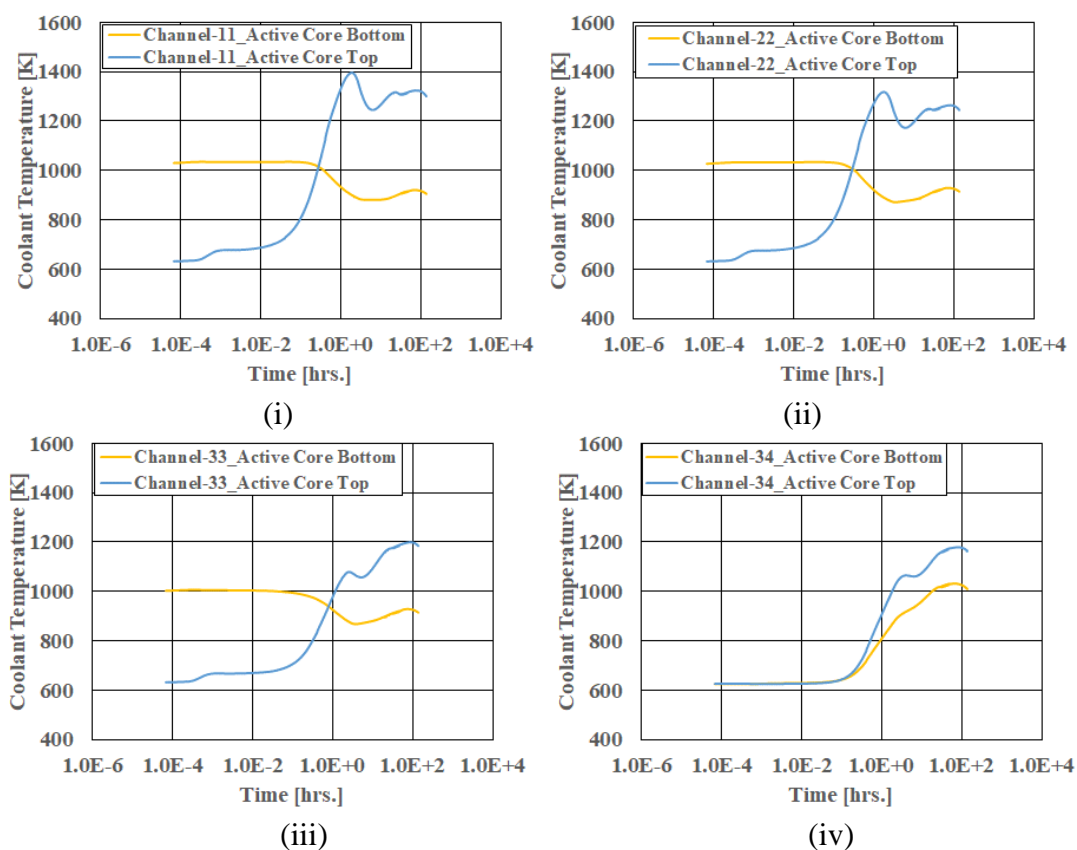 1600
1400
1200
1000
800
600
400
Coolant Temperature [K]
Channel-11_Active Core Bottom
Channel-11_Active Core Top
1.0E-6 1.0E-4 1.0E-2 1.0E+0 1.0E+2 1.0E+4
Time [hrs.]
(i)
1600
1400
1200
1000
800
600
400
Coolant Temperature [K]
Channel-22_Active Core Bottom
Channel-22_Active Core Top
1.0E-6 1.0E-4 1.0E-2 1.0E+0 1.0E+2 1.0E+4
Time [hrs.]
(ii)
1600
1400
1200
1000
800
600
400
Coolant Temperature [K]
Channel-33_Active Core Bottom
Channel-33_Active Core Top
1.0E-6 1.0E-4 1.0E-2 1.0E+0 1.0E+2 1.0E+4
Time [hrs.]
(iii)
1600
1400
1200
1000
800
600
400
Coolant Temperature [K]
Channel-34_Active Core Bottom
Channel-34_Active Core Top
1.0E-6 1.0E-4 1.0E-2 1.0E+0 1.0E+2 1.0E+4
Time [hrs.]
(iv)